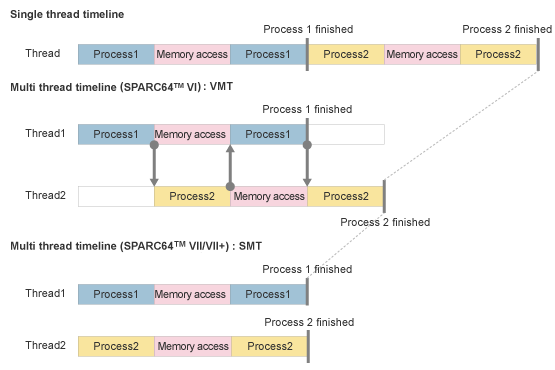 Single thread timeline
Process 1 finished Process 2 finished
Thread Process1 Memory access Process1 Process2 Memory access Process2
Multi thread timeline (SPARC64TM VI) : VMT
Process 1 finished
Thread1 Process1 Memory access Process1
Thread2 Process2 Memory access Process2
Process 2 finished
Multi thread timeline (SPARC64TM VII/VII+) : SMT
Process 1 finished
Thread1 Process1 Memory access Process1
Process 2 finished
Thread2 Process2 Memory access Process2